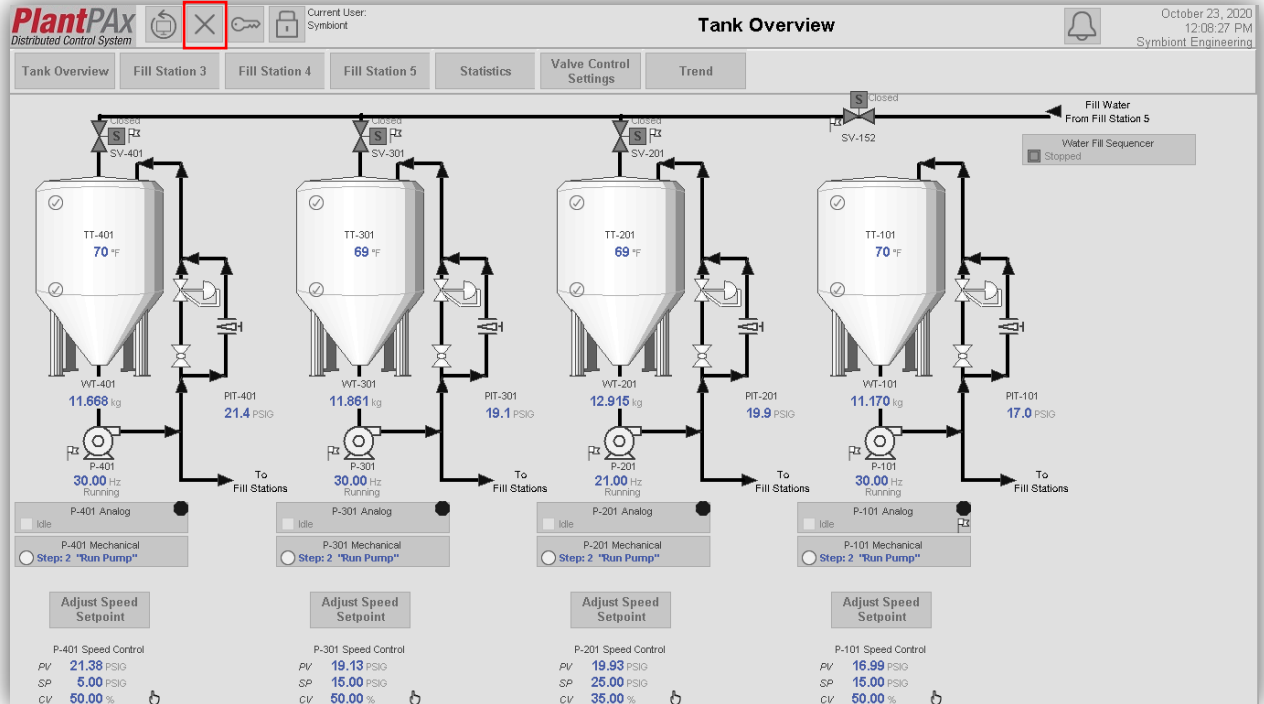 PlantPAx
Distributed Control System
Current User:
Symbiont
Tank Overview
October 23, 2020
12:08:27 PM
Symbiont Engineering
Tank Overview
Fill Station 3
Fill Station 4
Fill Station 5
Statistics
Valve Control
Settings
Trend
S Closed
SV-152
Fill Water
From Fill Station 5
Water Fill Sequencer
Stopped
Closed
S
SV-401
Closed
S
SV-301
Closed
S
SV-201
TT-401
70 °F
TT-301
69 °F
TT-201
69 °F
TT-101
70 °F
WT-401
11.668 kg
PIT-401
21.4 PSIG
WT-301
11.861 kg
PIT-301
19.1 PSIG
WT-201
12.915 kg
PIT-201
19.9 PSIG
WT-101
11.170 kg
PIT-101
17.0 PSIG
P-401
30.00 Hz
Running
To
Fill Stations
P-301
30.00 Hz
Running
To
Fill Stations
P-201
21.00 Hz
Running
To
Fill Stations
P-101
30.00 Hz
Running
To
Fill Stations
P-401 Analog
Idle
P-301 Analog
Idle
P-201 Analog
Idle
P-101 Analog
Idle
P-401 Mechanical
Step: 2 "Run Pump"
P-301 Mechanical
Step: 2 "Run Pump"
P-201 Mechanical
Step: 2 "Run Pump"
P-101 Mechanical
Step: 2 "Run Pump"
Adjust Speed
Setpoint
Adjust Speed
Setpoint
Adjust Speed
Setpoint
Adjust Speed
Setpoint
P-401 Speed Control
PV 21.38 PSIG
SP 5.00 PSIG
CV 50.00 %
P-301 Speed Control
PV 19.13 PSIG
SP 15.00 PSIG
CV 50.00 %
P-201 Speed Control
PV 19.93 PSIG
SP 25.00 PSIG
CV 35.00 %
P-101 Speed Control
PV 16.99 PSIG
SP 15.00 PSIG
CV 50.00 %